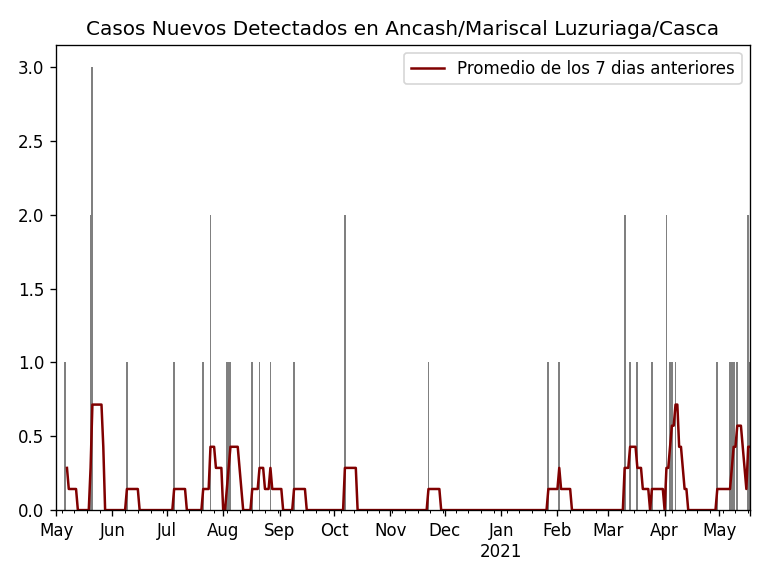 Casos Nuevos Detectados en Ancash/Mariscal Luzuriaga/Casca
Promedio de los 7 dias anteriores
3.0
2.5
2.0
1.5
1.0
0.5
0.0
May Jun Jul Aug Sep Oct Nov Dec Jan Feb Mar Apr May
2021